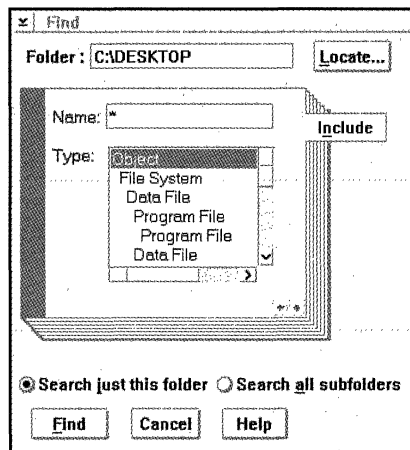 Find
Folder : C:\DESKTOP Locate...
Include
Name: *
Type: Object
File System
Data File
Program File
Program File
Data File
Search just this folder Search all subfolders
Find Cancel Help